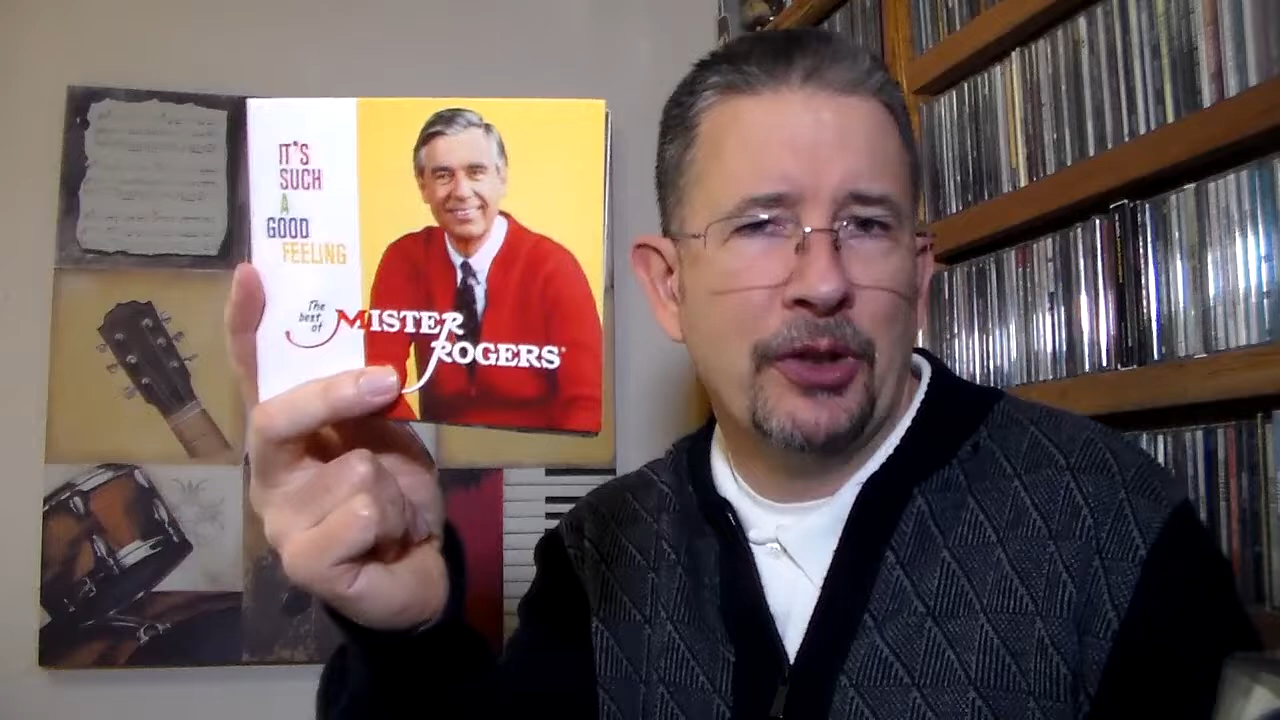 IT'S
SUCH
A
GOOD
FEELING
The
best
of
MISTER
ROGERS